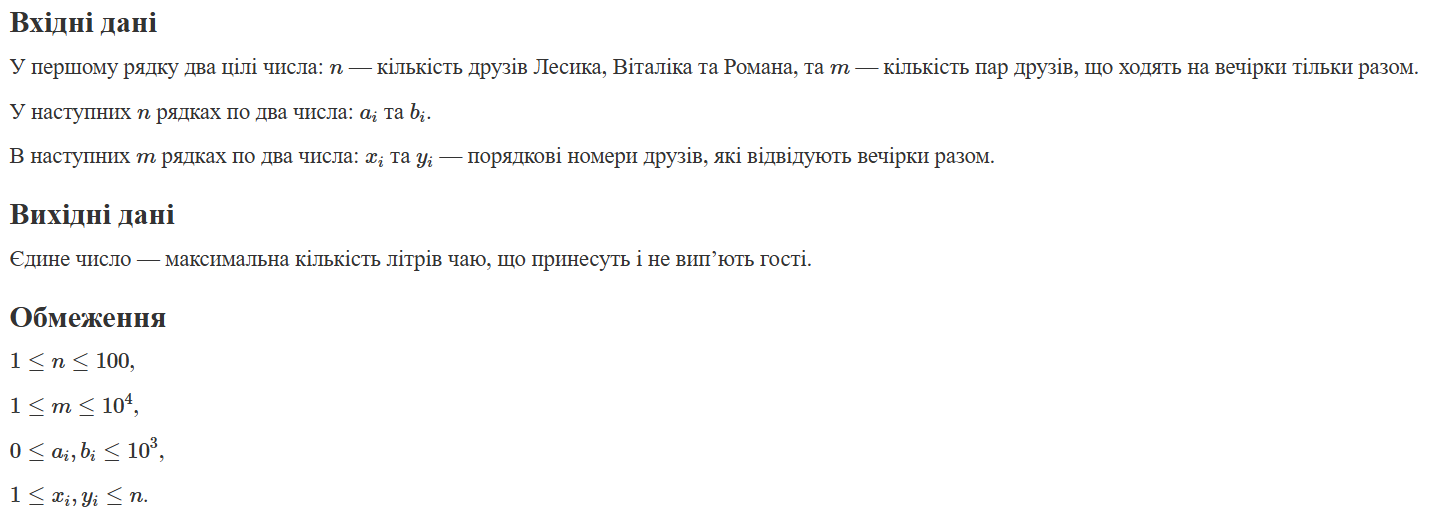 Вхідні дані
У першому рядку два цілі числа: n — кількість друзів Лесика, Віталіка та Романа, та m — кількість пар друзів, що ходять на вечірки тільки разом.
У наступних n рядках по два числа: aᵢ та bᵢ.
В наступних m рядках по два числа: xᵢ та yᵢ — порядкові номери друзів, які відвідують вечірки разом.
Вихідні дані
Єдине число — максимальна кількість літрів чаю, що принесуть і не вип’ють гості.
Обмеження
1 ≤ n ≤ 100,
1 ≤ m ≤ 10⁴,
0 ≤ aᵢ, bᵢ ≤ 10³,
1 ≤ xᵢ, yᵢ ≤ n.